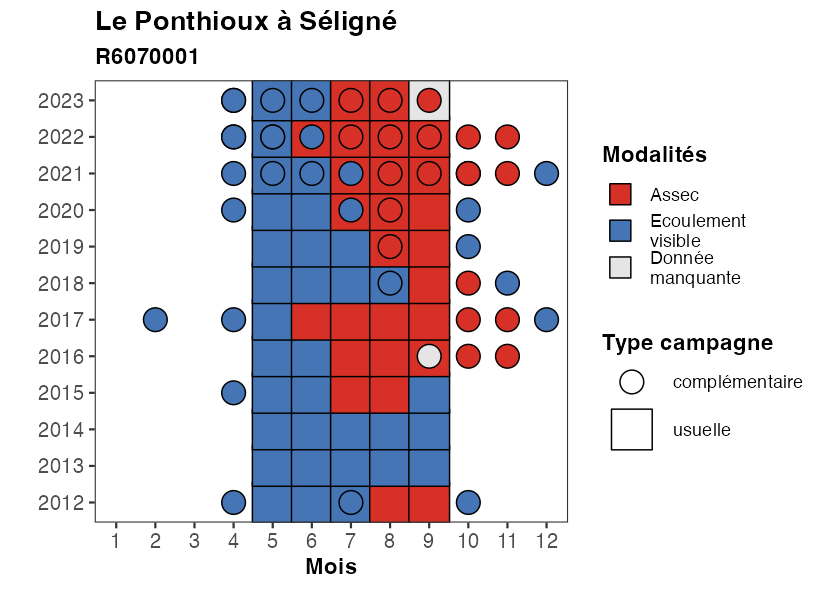 Le Ponthioux à Séligné
R6070001
2023
2022
2021
2020
2019
2018
2017
2016
2015
2014
2013
2012
1 2 3 4 5 6 7 8 9 10 11 12
Mois
Modalités
Assec
Ecoulement
visible
Donnée
manquante
Type campagne
complémentaire
usuelle